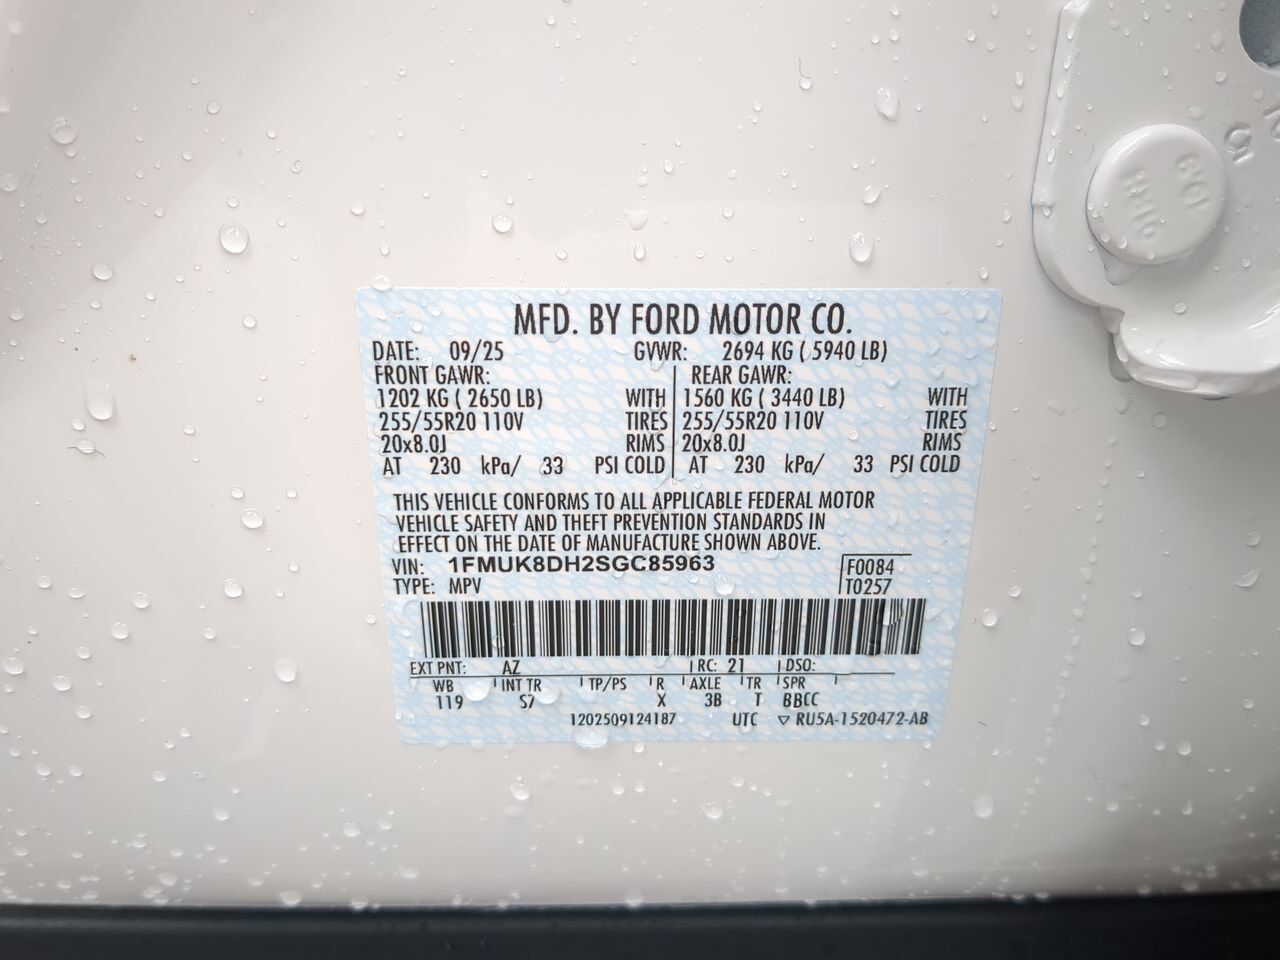 MFD. BY FORD MOTOR CO.
DATE: 09/25 GVWR: 2694 KG ( 5940 LB)
FRONT GAWR: REAR GAWR:
1202 KG ( 2650 LB) WITH 1560 KG ( 3440 LB) WITH
255/55R20 110V TIRES 255/55R20 110V TIRES
20x8.0J RIMS 20x8.0J RIMS
AT 230 kPa/ 33 PSI COLD AT 230 kPa/ 33 PSI COLD
THIS VEHICLE CONFORMS TO ALL APPLICABLE FEDERAL MOTOR
VEHICLE SAFETY AND THEFT PREVENTION STANDARDS IN
EFFECT ON THE DATE OF MANUFACTURE SHOWN ABOVE.
VIN: 1FMUK8DH2SGC85963 F0084
TYPE: MPV T0257
EXT PNT: AZ RC: 21 DSO:
WB INT TR TP/PS R AXLE TR SPR
119 S7 X 3B T BBCC
1202509124187 UTC ▽ RU5A-1520472-AB